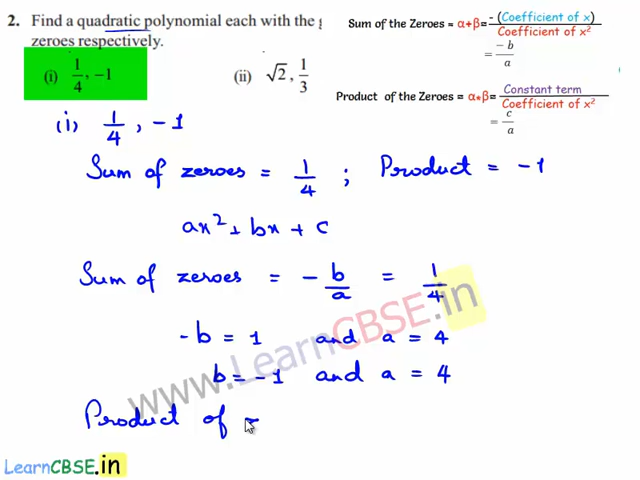 2. Find a quadratic polynomial each with the
zeroes respectively.
(i) 1/4, -1
(ii) √2, 1/3
Sum of the Zeroes = α+β = -(Coefficient of x) / Coefficient of x²
= -b/a
Product of the Zeroes = α*β = Constant term / Coefficient of x²
= c/a
(i) 1/4, -1
Sum of zeroes = 1/4 ; Product = -1
ax² + bx + c
Sum of zeroes = - b/a = 1/4
-b = 1 and a = 4
b = -1 and a = 4
Product of
www.LearnCBSE.in
LearnCBSE.in